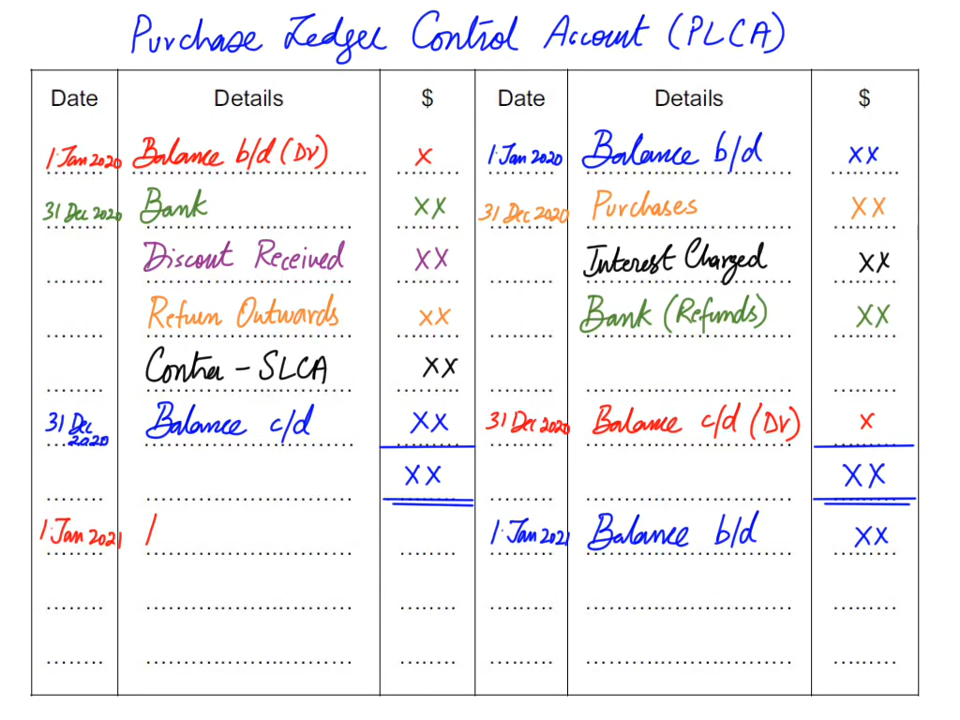 Purchase Ledger Control Account (PLCA)
Date Details $ Date Details $
1 Jan 2020 Balance b/d (Dr) X 1 Jan 2020 Balance b/d XX
31 Dec 2020 Bank XX 31 Dec 2020 Purchases XX
Discout Received XX Interest Charged XX
Return Outwards XX Bank (Refunds) XX
Contra - SLCA XX
31 Dec 2020 Balance c/d XX 31 Dec 2020 Balance c/d (Dr) X
XX XX
1 Jan 2021 1 Jan 2021 Balance b/d XX